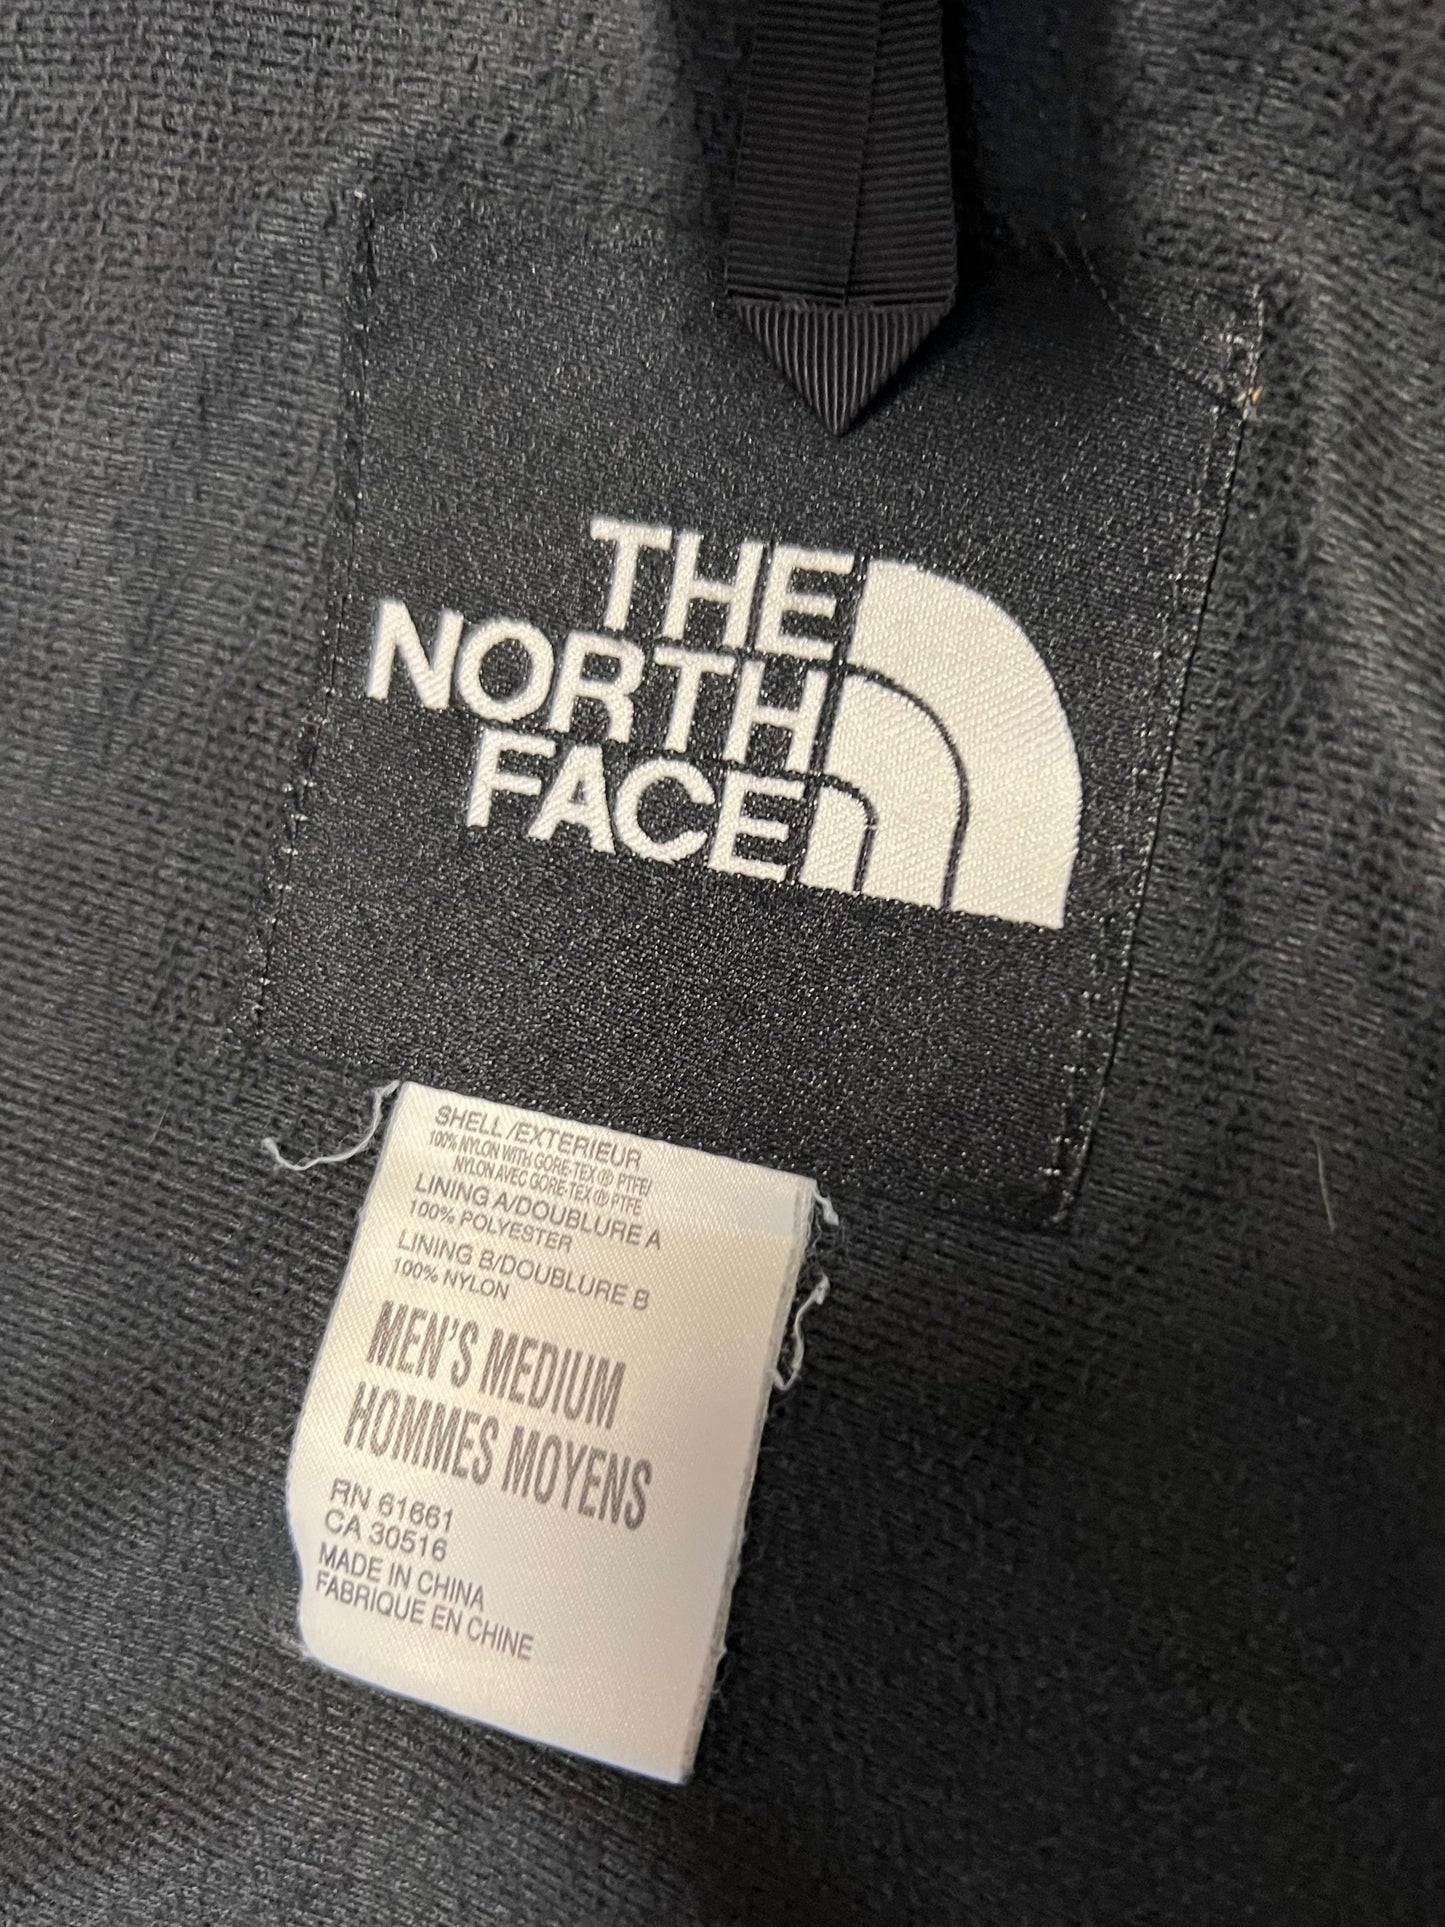 THE
NORTH
FACE
SHELL/EXTERIEUR
100% NYLON WITH GORE-TEX ® PTFE/
NYLON AVEC GORE-TEX ® PTFE
LINING A/DOUBLURE A
100% POLYESTER
LINING B/DOUBLURE B
100% NYLON
MEN'S MEDIUM
HOMMES MOYENS
RN 61661
CA 30516
MADE IN CHINA
FABRIQUE EN CHINE